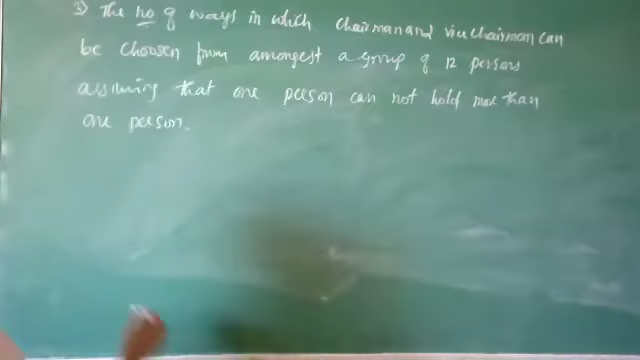 3) The no of ways in which chairman and vice chairman can
be choosen from amongest a group of 12 persons
assuming that one person can not hold more than
one person.